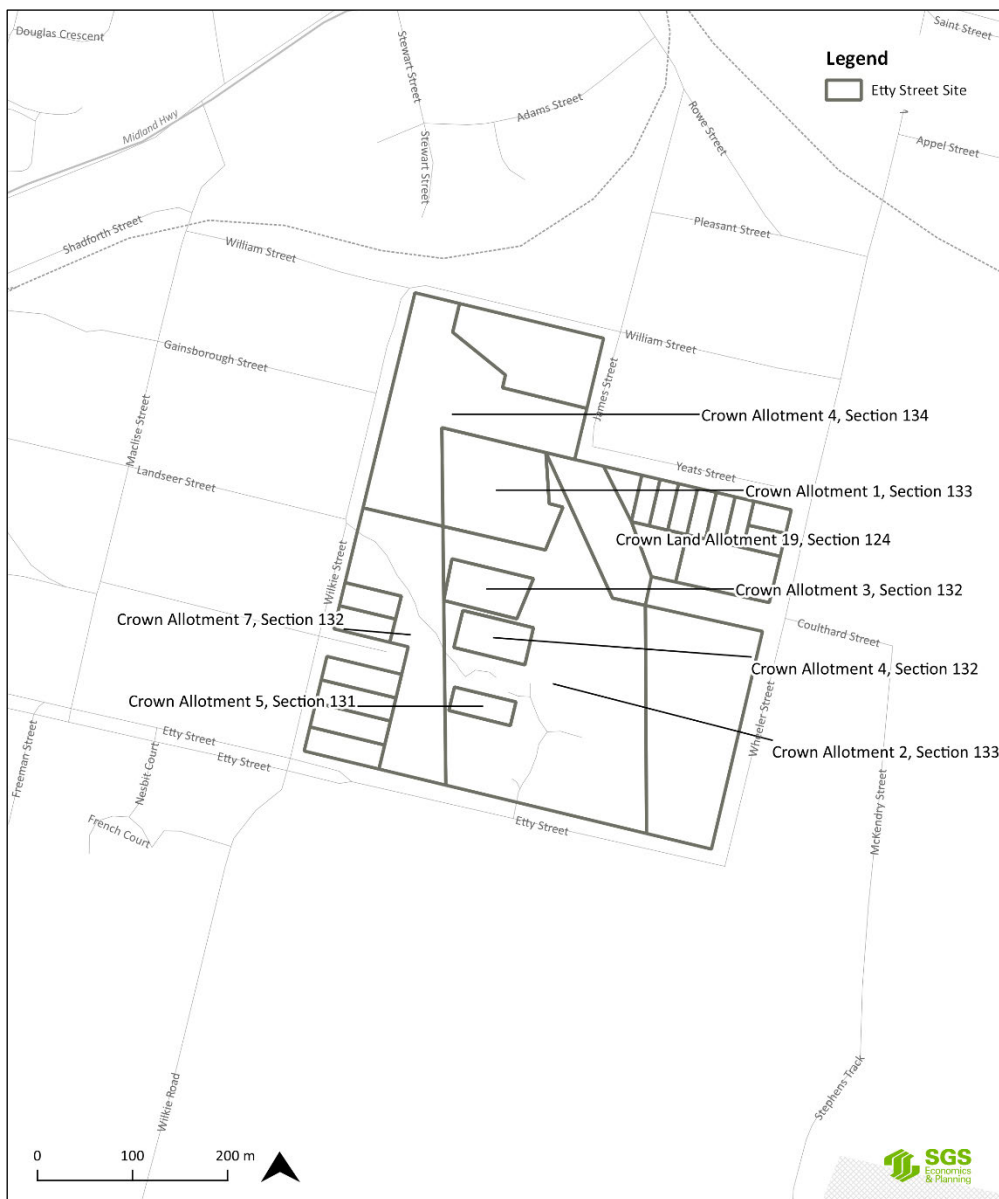 Douglas Crescent
Stewart Street
Saint Street
Legend
Etty Street Site
Midland Hwy
Adams Street
Rowe Street
Stewart Street
Appel Street
Shadforth Street
William Street
Pleasant Street
Gainsborough Street
William Street
James Street
Maclise Street
Crown Allotment 4, Section 134
Landseer Street
Yeats Street
Crown Allotment 1, Section 133
Crown Land Allotment 19, Section 124
Wilkie Street
Crown Allotment 3, Section 132
Crown Allotment 7, Section 132
Coulthard Street
Crown Allotment 4, Section 132
Crown Allotment 5, Section 131
Wheeler Street
Crown Allotment 2, Section 133
Freeman Street
Etty Street
Etty Street
Nesbit Court
Etty Street
French Court
McKendry Street
Wilkie Road
Stephens Track
0 100 200 m
SGS
Economics
& Planning